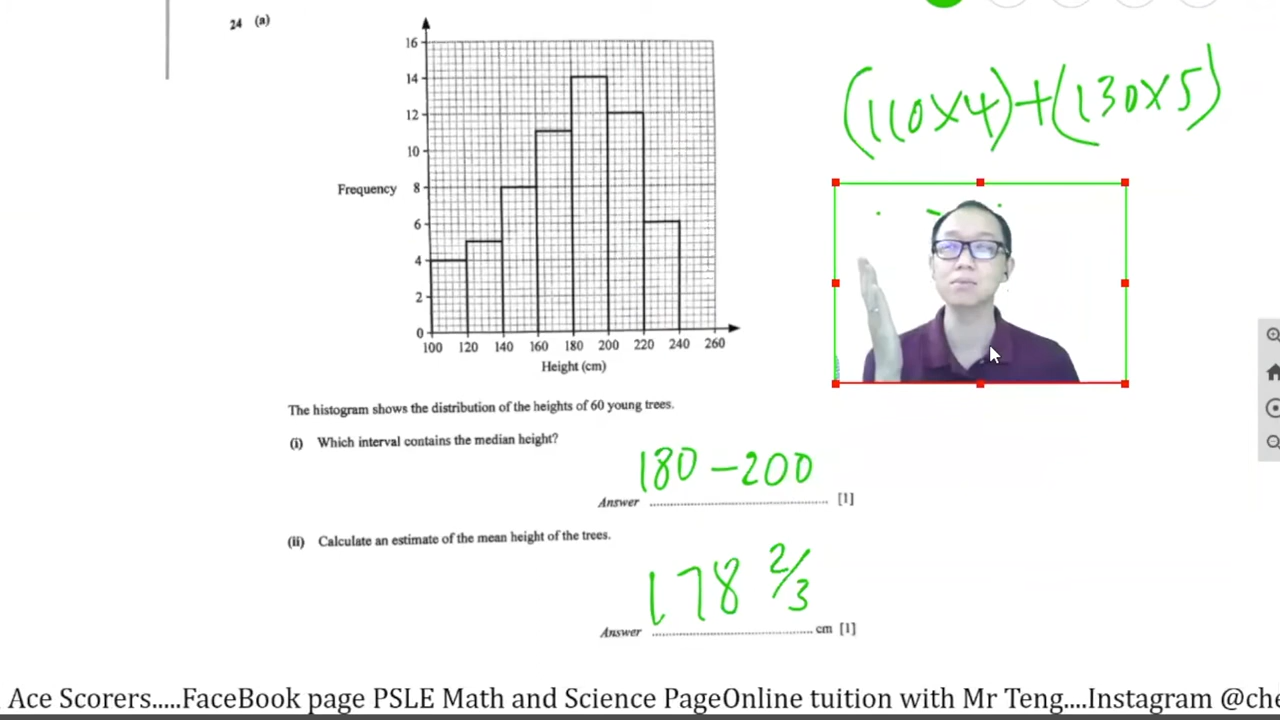 24 (a)
(110×4)+(130×5)
16
14
12
10
Frequency 8
6
4
2
0
100 120 140 160 180 200 220 240 260
Height (cm)
The histogram shows the distribution of the heights of 60 young trees.
(i) Which interval contains the median height?
180-200
Answer ........................................ [1]
(ii) Calculate an estimate of the mean height of the trees.
178 2/3
Answer ........................................ cm [1]
Ace Scorers.....FaceBook page PSLE Math and Science PageOnline tuition with Mr Teng....Instagram @che